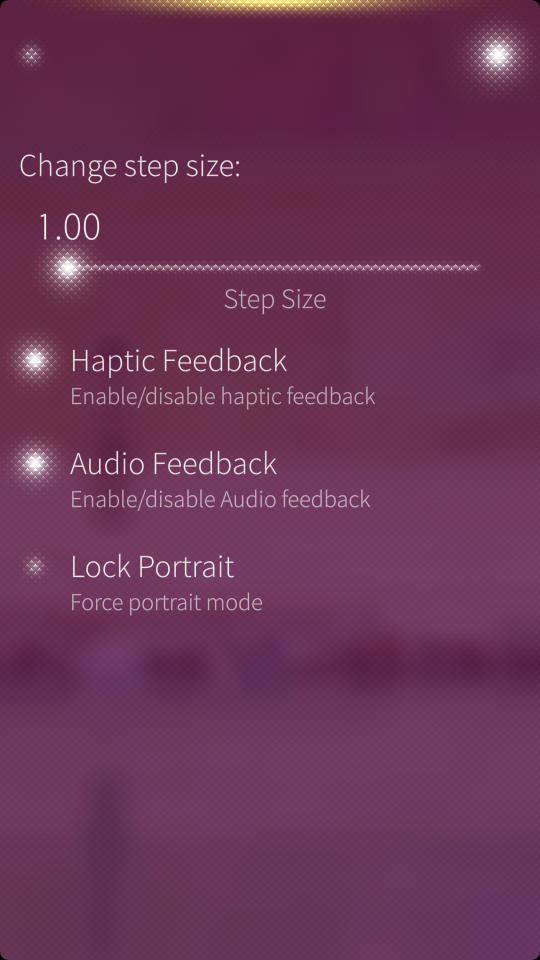 Change step size:
1.00
Step Size
Haptic Feedback
Enable/disable haptic feedback
Audio Feedback
Enable/disable Audio feedback
Lock Portrait
Force portrait mode